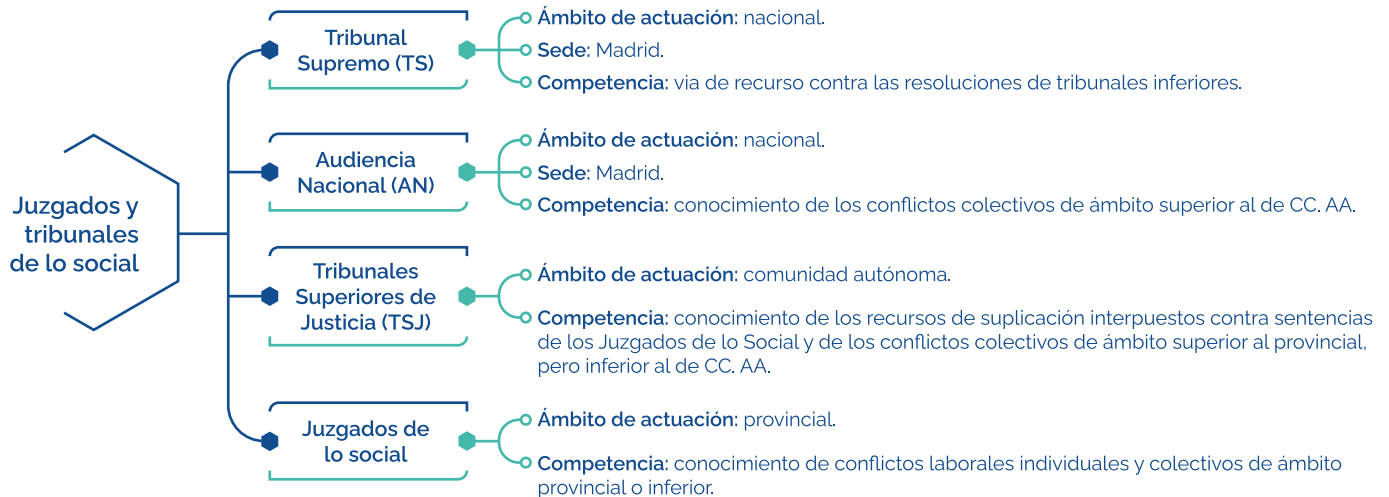 Juzgados y
tribunales
de lo social
Tribunal
Supremo (TS)
Ámbito de actuación: nacional.
Sede: Madrid.
Competencia: via de recurso contra las resoluciones de tribunales inferiores.
Audiencia
Nacional (AN)
Ámbito de actuación: nacional.
Sede: Madrid.
Competencia: conocimiento de los conflictos colectivos de ámbito superior al de CC. AA.
Tribunales
Superiores de
Justicia (TSJ)
Ámbito de actuación: comunidad autónoma.
Competencia: conocimiento de los recursos de suplicación interpuestos contra sentencias
de los Juzgados de lo Social y de los conflictos colectivos de ámbito superior al provincial,
pero inferior al de CC. AA.
Juzgados de
lo social
Ámbito de actuación: provincial.
Competencia: conocimiento de conflictos laborales individuales y colectivos de ámbito
provincial o inferior.